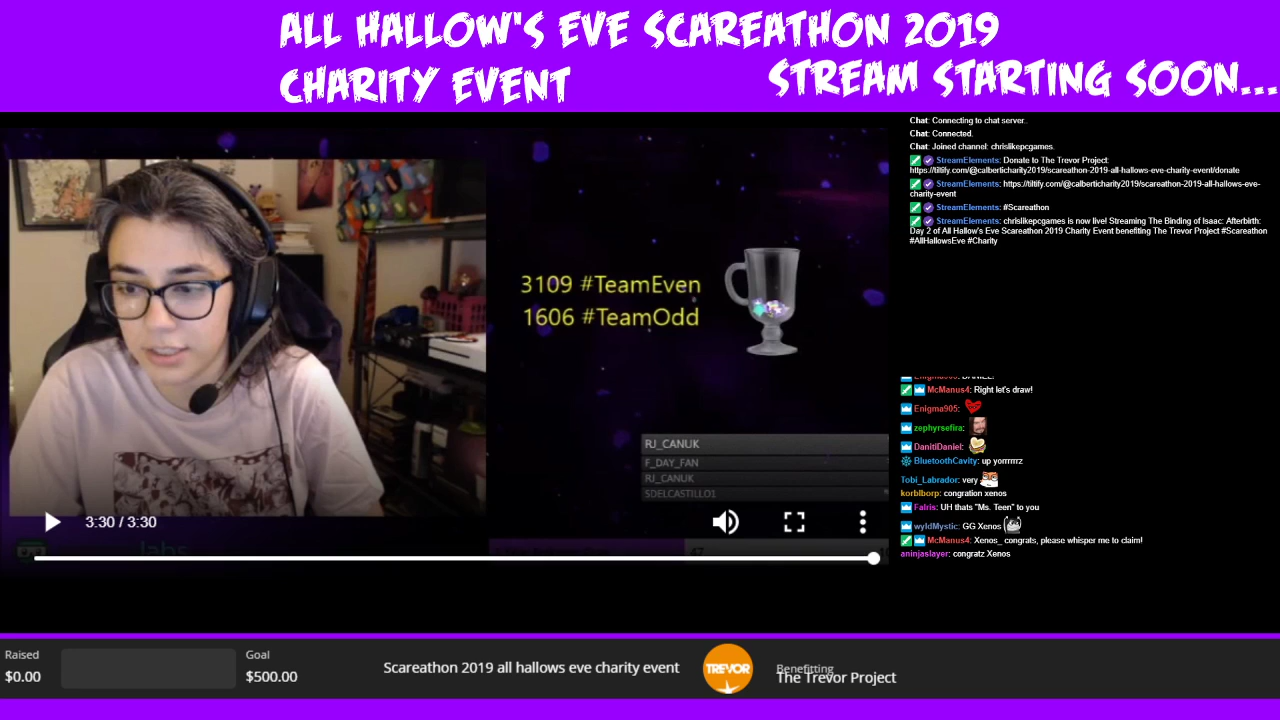 ALL HALLOW'S EVE SCAREATHON 2019
CHARITY EVENT
STREAM STARTING SOON...
Chat: Connecting to chat server..
Chat: Connected.
Chat: Joined channel: chrislikepcgames.
StreamElements: Donate to The Trevor Project:
https://tiltify.com/@calberticharity2019/scareathon-2019-all-hallows-eve-charity-event/donate
StreamElements: https://tiltify.com/@calberticharity2019/scareathon-2019-all-hallows-eve-
charity-event
StreamElements: #Scareathon
StreamElements: chrislikepcgames is now live! Streaming The Binding of Isaac: Afterbirth:
Day 2 of All Hallow's Eve Scareathon 2019 Charity Event benefiting The Trevor Project #Scareathon
#AllHallowsEve #Charity
3109 #TeamEven
1606 #TeamOdd
RJ_CANUK
F_DAY_FAN
RJ_CANUK
SDELCASTILLO1
3:30 / 3:30
labs
47
Enigma905: DANIEL!
McManus4: Right let's draw!
Enigma905:
zephyrsefira:
DanitiDaniel:
BluetoothCavity: up yorrrrrrz
Tobi_Labrador: very
korblborp: congration xenos
Falris: UH thats "Ms. Teen" to you
wyldMystic: GG Xenos
McManus4: Xenos_ congrats, please whisper me to claim!
aninjaslayer: congratz Xenos
Raised
$0.00
Goal
$500.00
Scareathon 2019 all hallows eve charity event
TREVOR
Benefitting
The Trevor Project